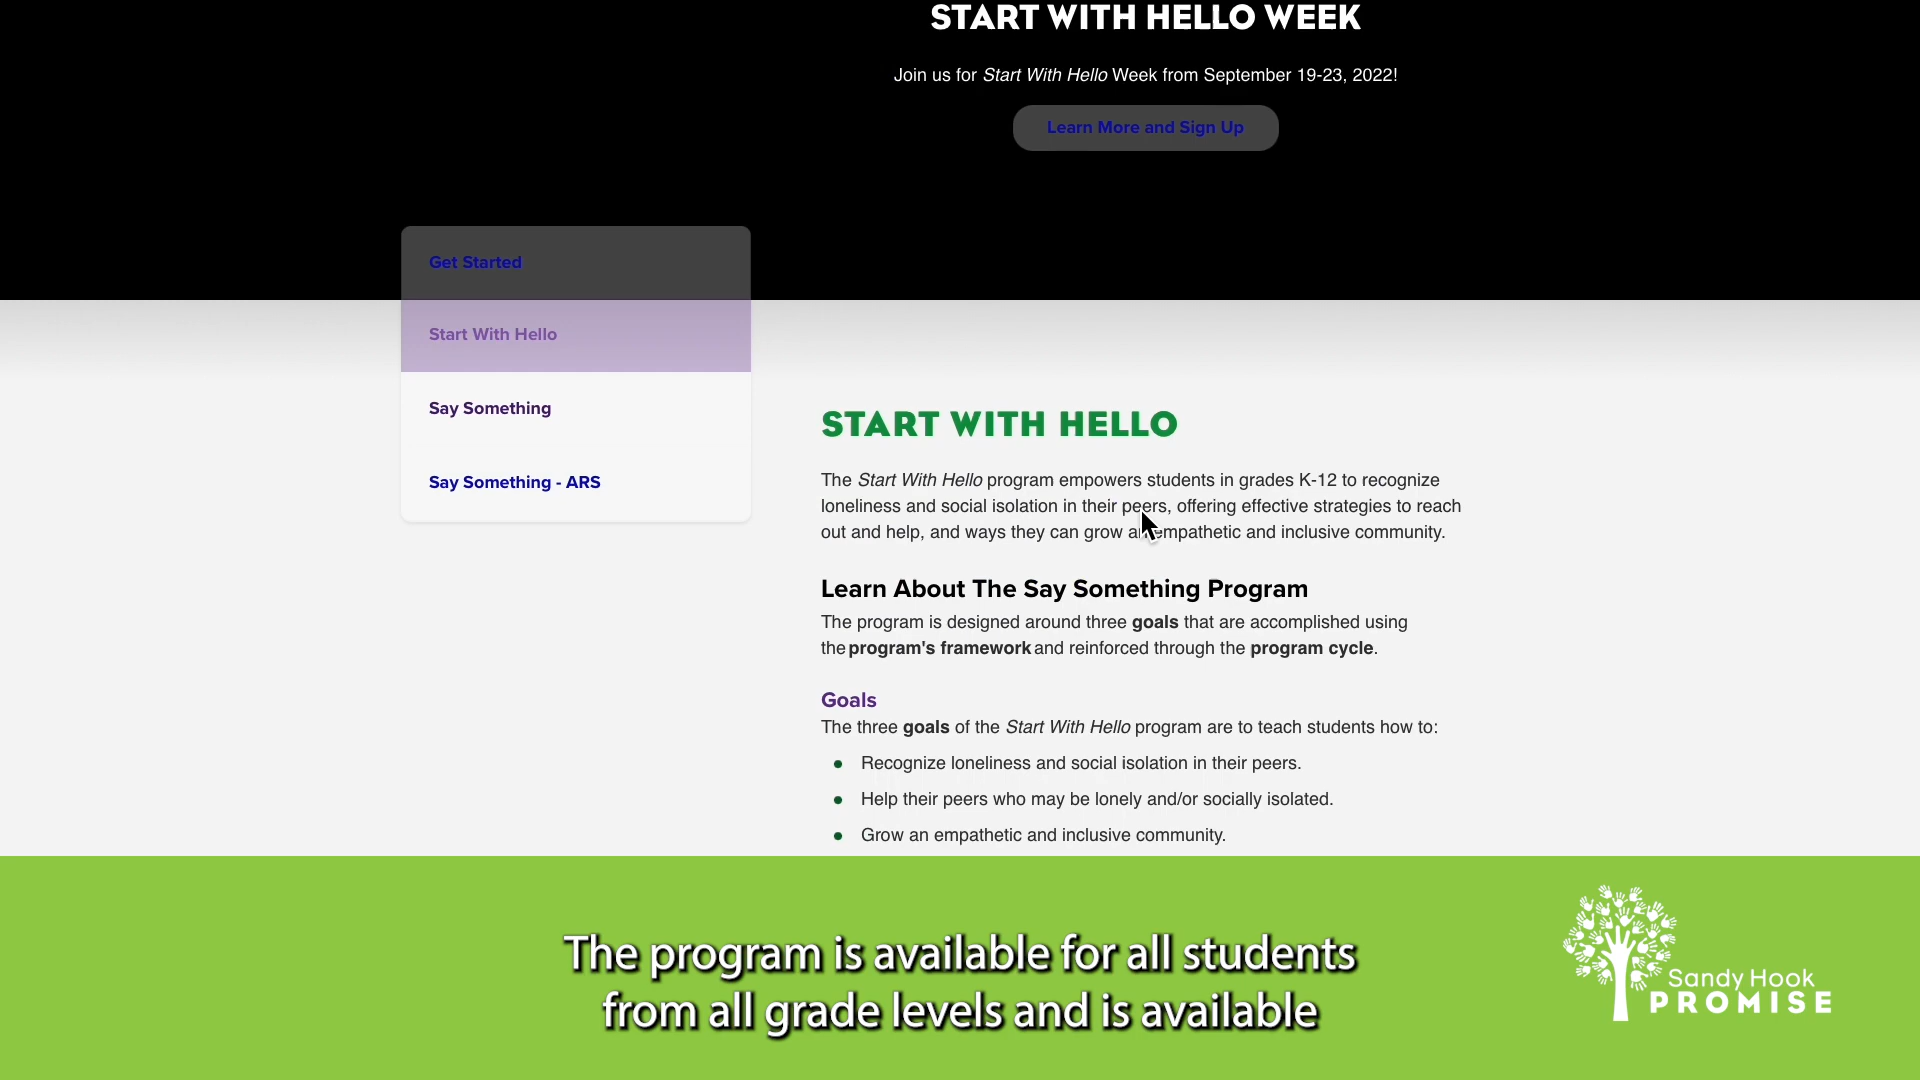 START WITH HELLO WEEK
Join us for Start With Hello Week from September 19-23, 2022!
Learn More and Sign Up
Get Started
Start With Hello
Say Something
Say Something - ARS
START WITH HELLO
The Start With Hello program empowers students in grades K-12 to recognize
loneliness and social isolation in their peers, offering effective strategies to reach
out and help, and ways they can grow an empathetic and inclusive community.
Learn About The Say Something Program
The program is designed around three goals that are accomplished using
the program's framework and reinforced through the program cycle.
Goals
The three goals of the Start With Hello program are to teach students how to:
Recognize loneliness and social isolation in their peers.
Help their peers who may be lonely and/or socially isolated.
Grow an empathetic and inclusive community.
The program is available for all students
from all grade levels and is available
Sandy Hook
PROMISE